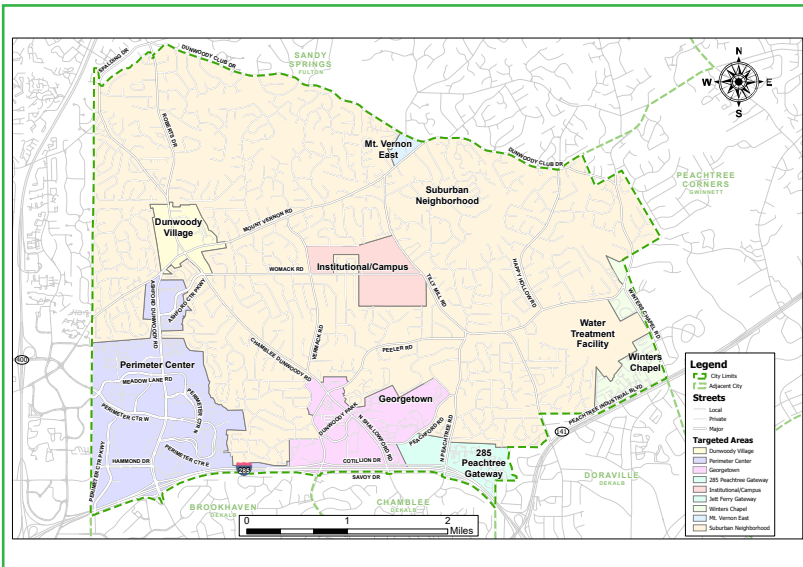 SANDY
SPRINGS
FULTON
SPALDING DR
DUNWOODY CLUB DR
N
W
E
S
ROBERTS DR
Mt. Vernon
East
DUNWOODY CLUB DR
PEACHTREE
CORNERS
GWINNETT
Suburban
Neighborhood
Dunwoody
Village
MOUNT VERNON RD
WOMACK RD
Institutional/Campus
TILLY MILL RD
HAPPY HOLLOW RD
WINTERS CHAPEL RD
ASHFORD DUNWOODY RD
ASHFORD CTR PKWY
CHAMBLEE DUNWOODY RD
VERMACK RD
Water
Treatment
Facility
PEELER RD
400
Perimeter Center
MEADOW LANE RD
PERIMETER CTR W
PERIMETER CTR N
PERIMETER CTR E
HAMMOND DR
PERIMETER CTR PKWY
Winters
Chapel
Georgetown
DUNWOODY PARK
N SHALLOWFORD RD
PEACHFORD RD
N PEACHTREE RD
PEACHTREE INDUSTRIAL BLVD
141
285
Peachtree
Gateway
285
COTILLION DR
SAVOY DR
DORAVILLE
DEKALB
BROOKHAVEN
DEKALB
CHAMBLEE
DEKALB
0
1
2
Miles
Legend
City Limits
Adjacent City
Streets
Local
Private
Major
Targeted Areas
Dunwoody Village
Perimeter Center
Georgetown
285 Peachtree Gateway
Institutional/Campus
Jett Ferry Gateway
Winters Chapel
Mt. Vernon East
Suburban Neighborhood